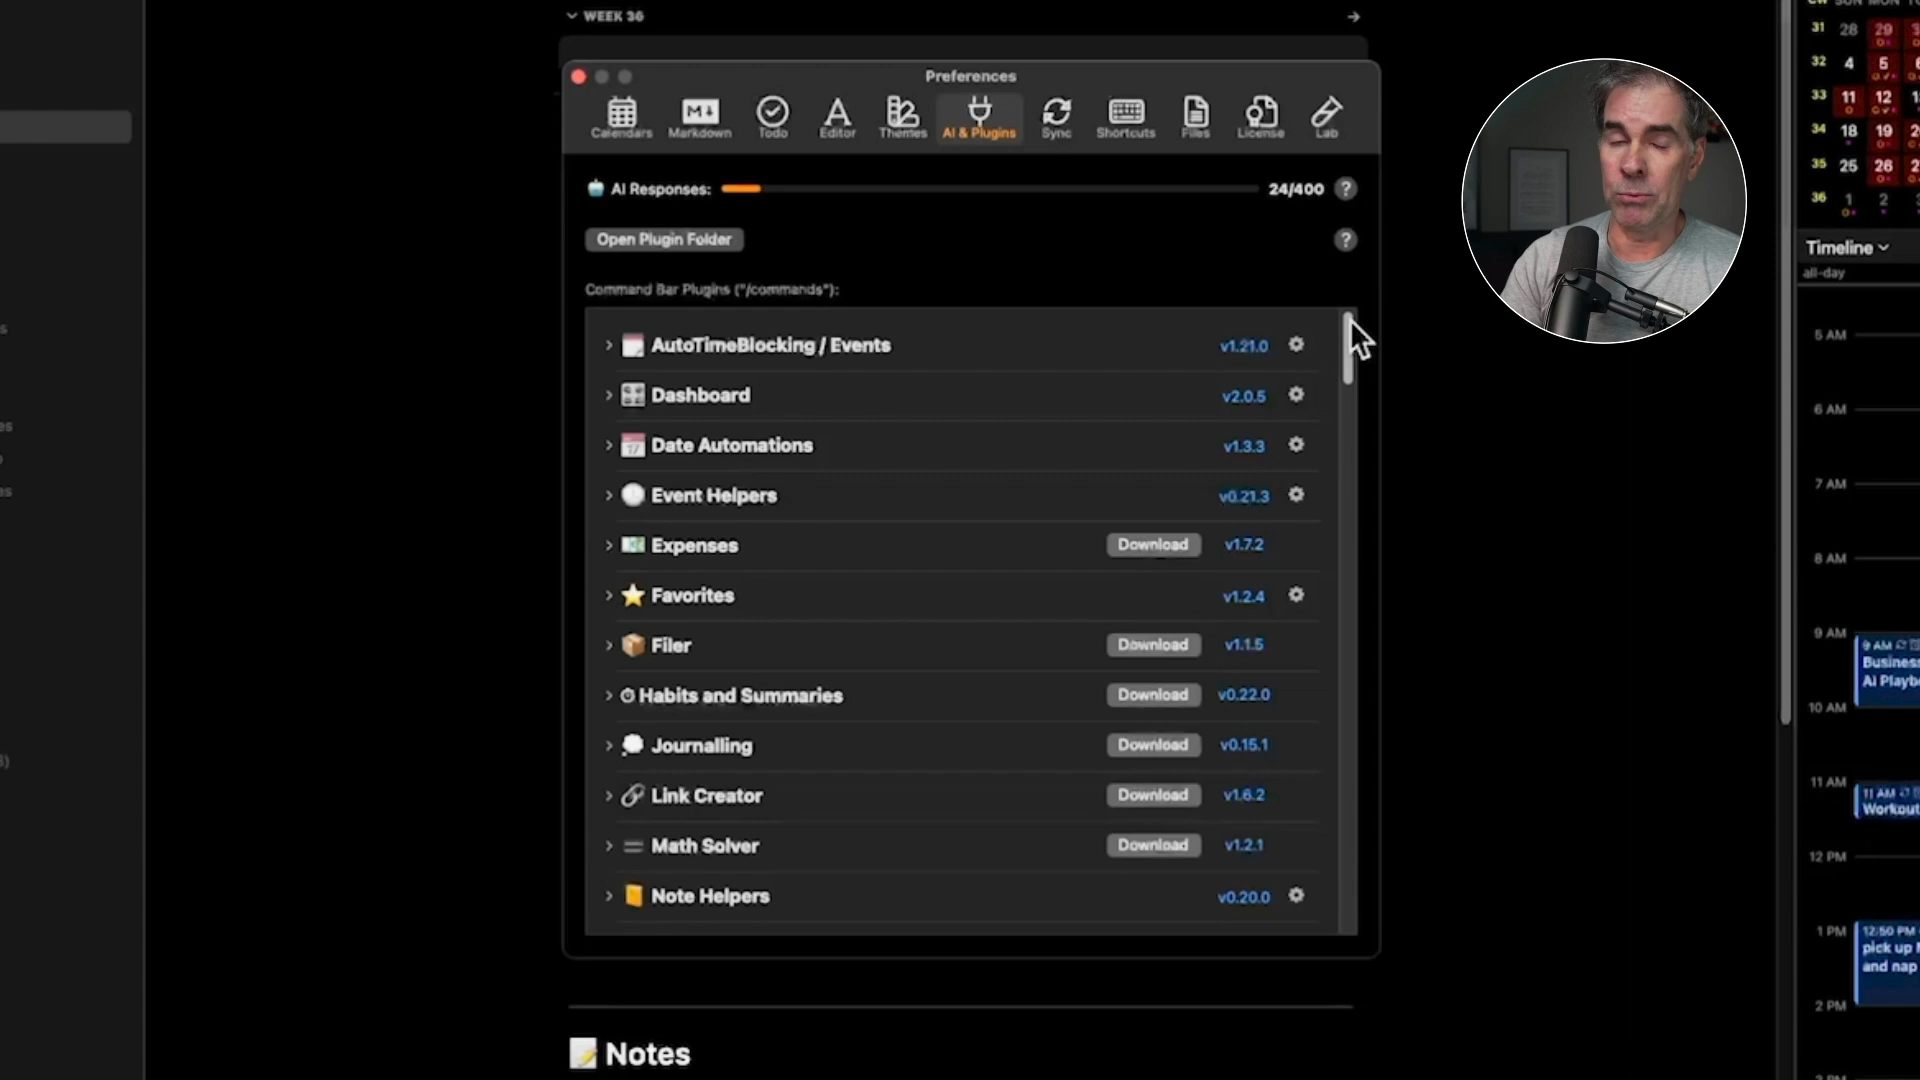 WEEK 36
Preferences
Calendars
Markdown
Todo
Editor
Themes
AI & Plugins
Sync
Shortcuts
Files
License
Lab
AI Responses:
24/400
?
Open Plugin Folder
?
Command Bar Plugins ("/commands"):
AutoTimeBlocking / Events v1.21.0
Dashboard v2.0.5
Date Automations v1.3.3
Event Helpers v0.21.3
Expenses Download v1.7.2
Favorites v1.2.4
Filer Download v1.1.5
Habits and Summaries Download v0.22.0
Journalling Download v0.15.1
Link Creator Download v1.6.2
Math Solver Download v1.2.1
Note Helpers v0.20.0
Notes
CW SUN MON
31 28 29
32 4 5
33 11 12
34 18 19
35 25 26
36 1 2
Timeline
all-day
5 AM
6 AM
7 AM
8 AM
9 AM
9 AM
Business
AI Playb
10 AM
11 AM
11 AM
Workout
12 PM
1 PM
12:50 PM
pick up
and nap
2 PM